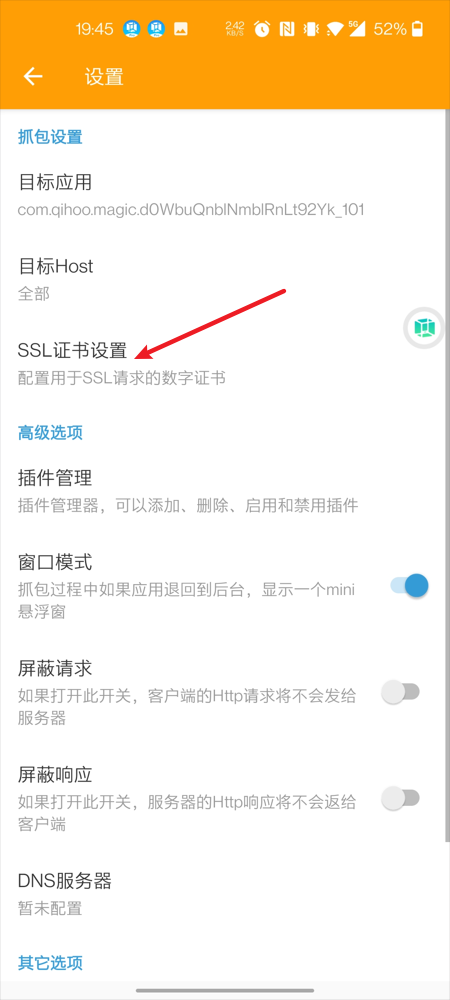 19:45 2.42 KB/S 5G 52%
设置
抓包设置
目标应用
com.qihoo.magic.d0WbuQnblNmblRnLt92Yk_101
目标Host
全部
SSL证书设置
配置用于SSL请求的数字证书
高级选项
插件管理
插件管理器，可以添加、删除、启用和禁用插件
窗口模式
抓包过程中如果应用退回到后台，显示一个mini
悬浮窗
屏蔽请求
如果打开此开关，客户端的Http请求将不会发给
服务器
屏蔽响应
如果打开此开关，服务器的Http响应将不会返给
客户端
DNS服务器
暂未配置
其它选项